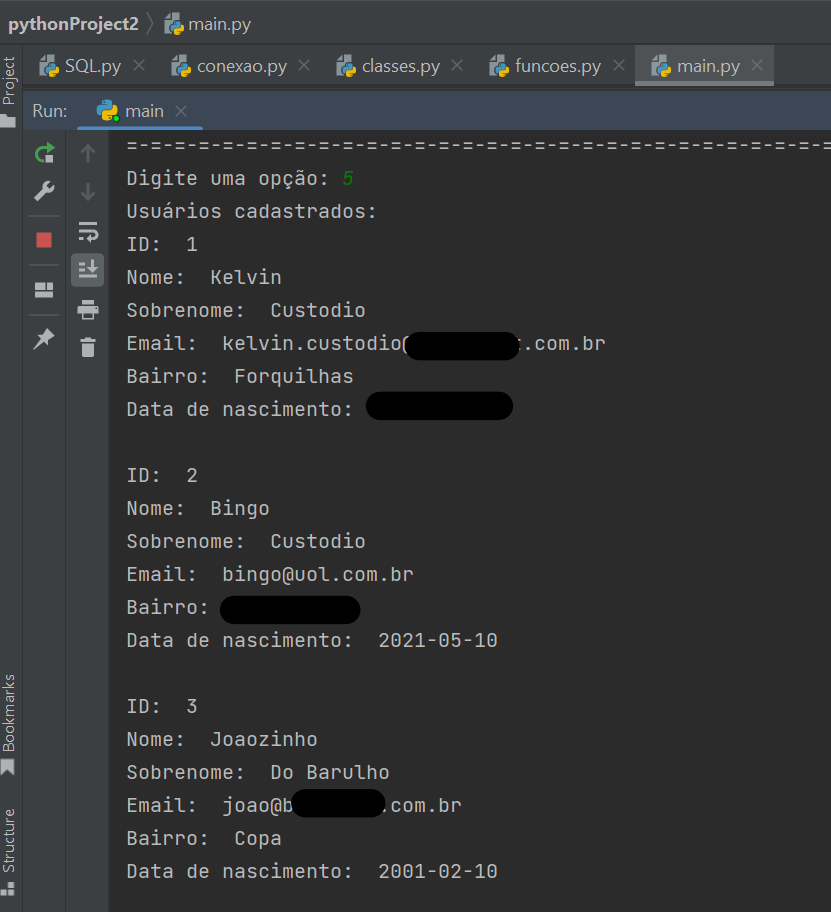 pythonProject2 main.py
SQL.py conexao.py classes.py funcoes.py main.py
Project
Run: main
=-=-=-=-=-=-=-=-=-=-=-=-=-=-=-=-=-=-=-=-=-=-=-=-=-=-=-=-=-=
Digite uma opção: 5
Usuários cadastrados:
ID:  1
Nome:  Kelvin
Sobrenome:  Custodio
Email:  kelvin.custodio@ .com.br
Bairro:  Forquilhas
Data de nascimento:
ID:  2
Nome:  Bingo
Sobrenome:  Custodio
Email:  bingo@uol.com.br
Bairro:
Data de nascimento:  2021-05-10
ID:  3
Nome:  Joaozinho
Sobrenome:  Do Barulho
Email:  joao@b .com.br
Bairro:  Copa
Data de nascimento:  2001-02-10
Bookmarks
Structure